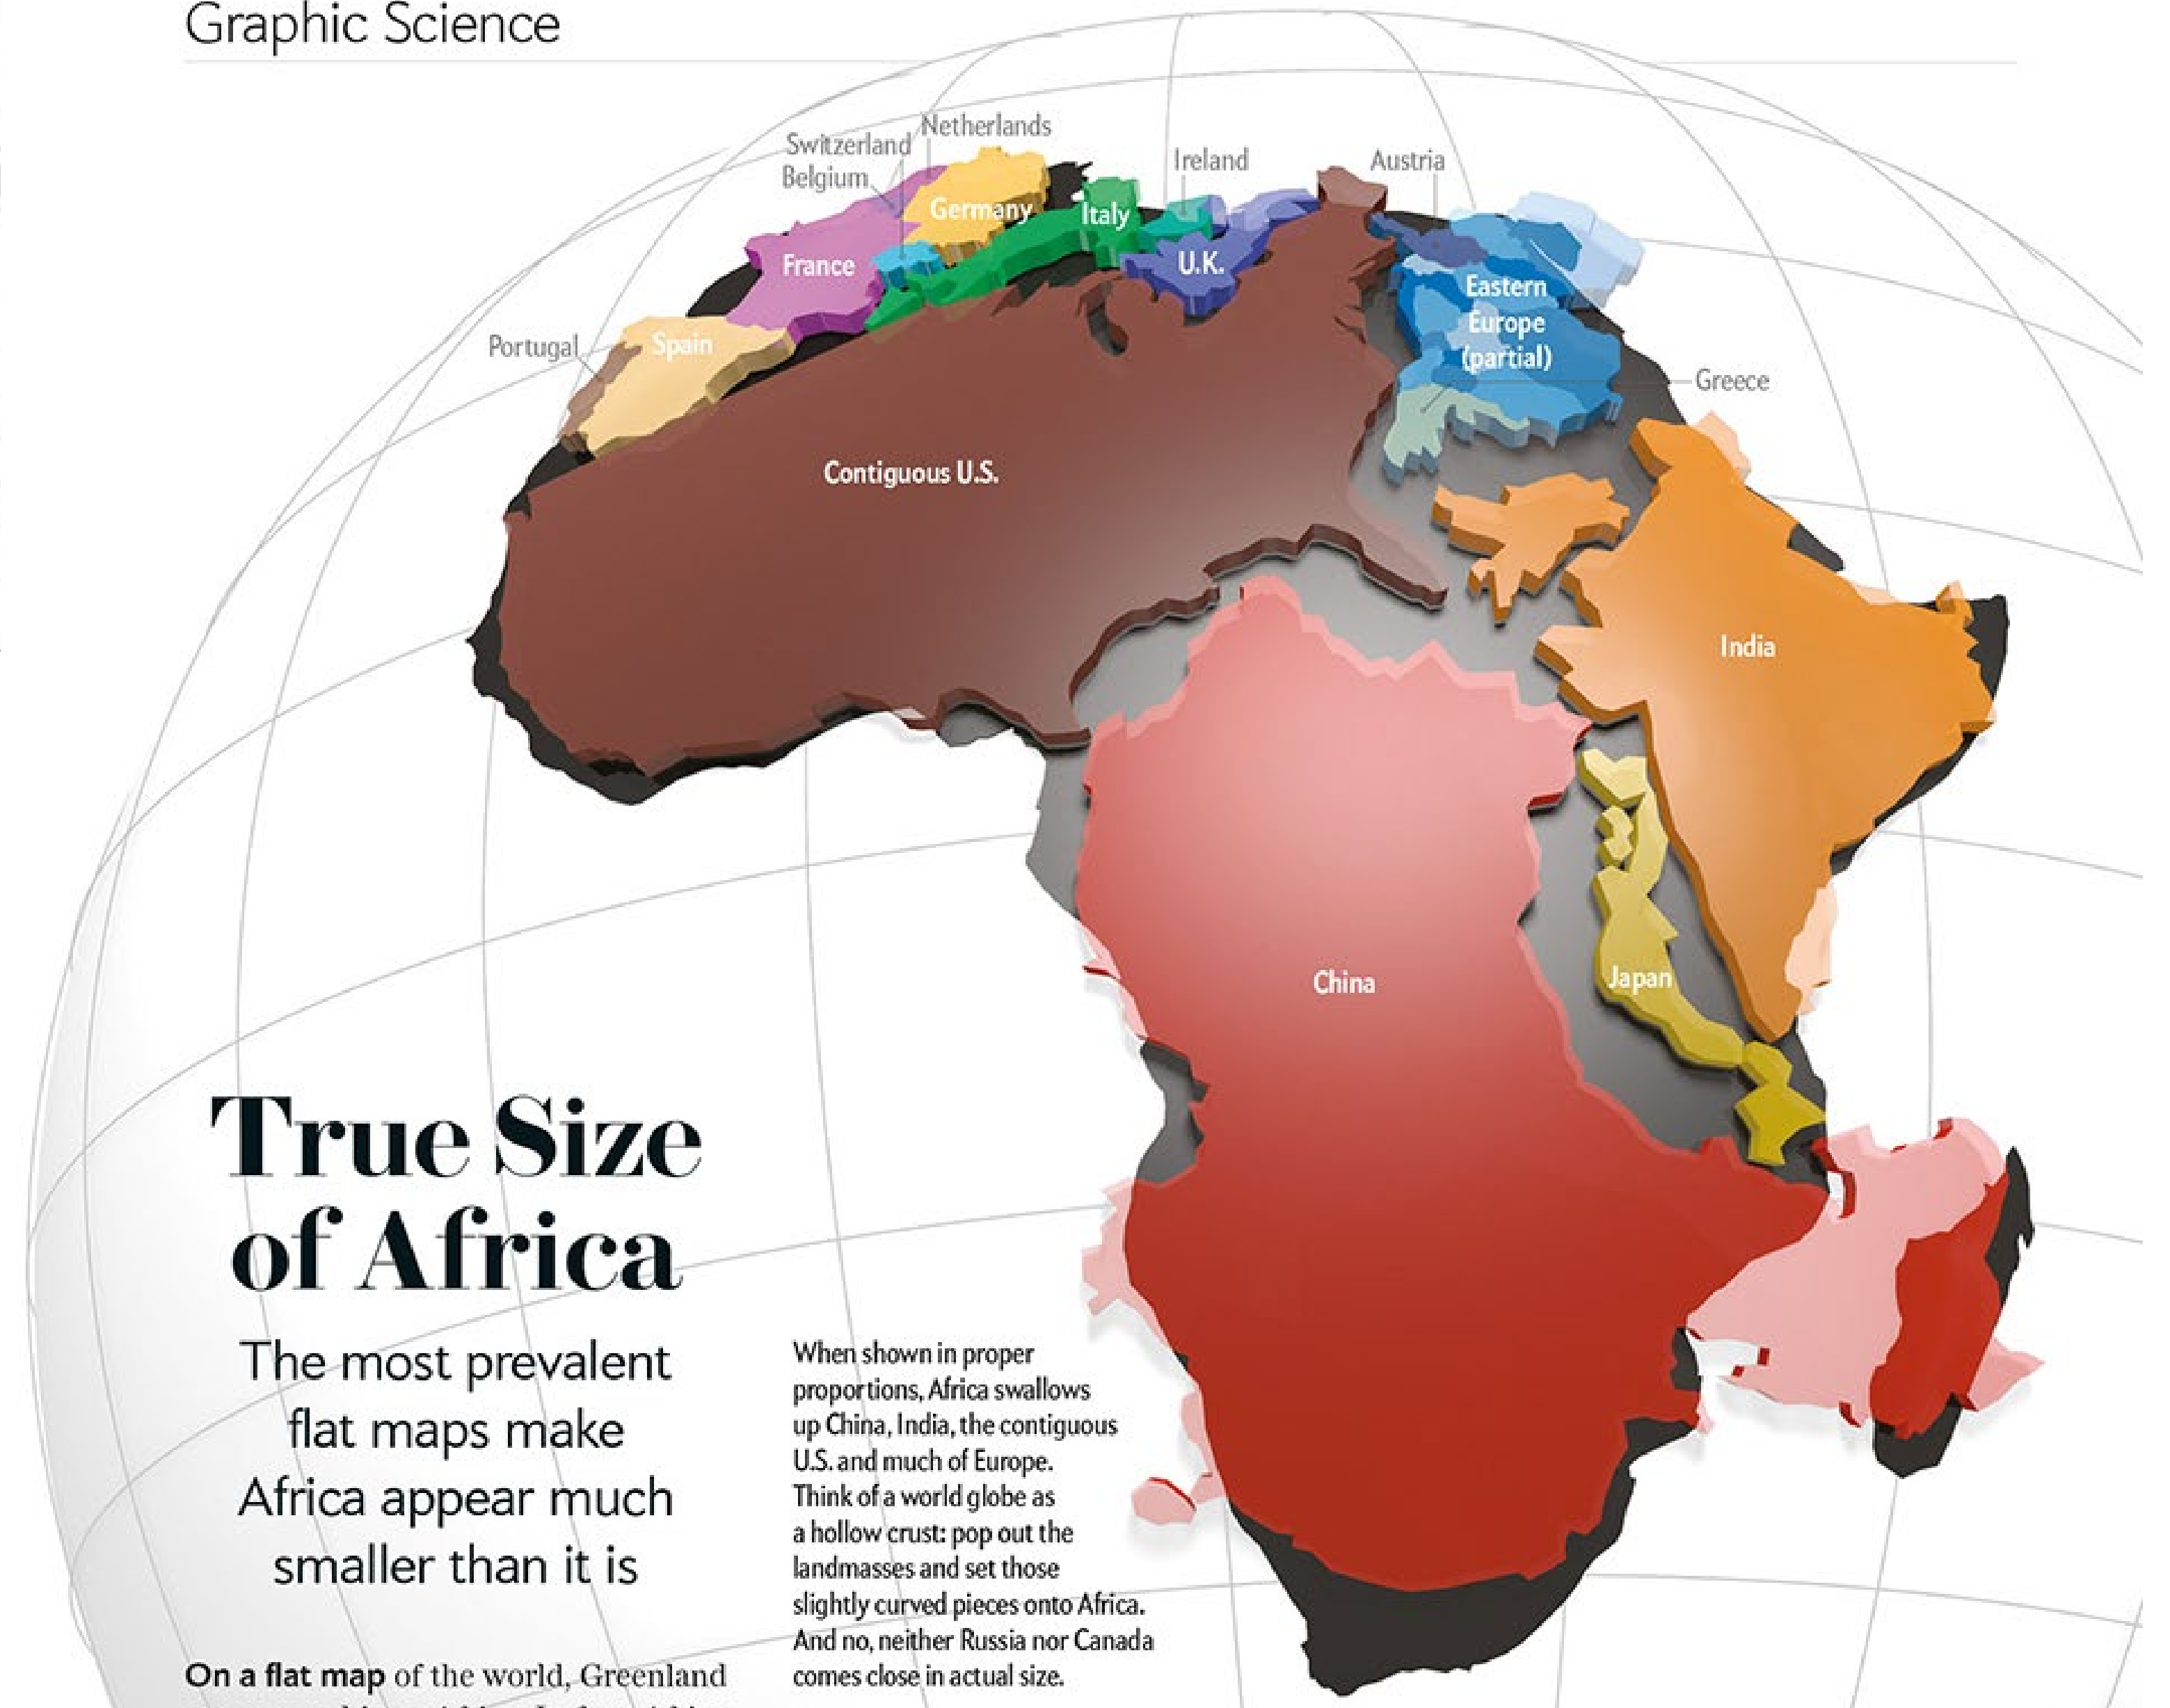 Graphic Science
Netherlands
Switzerland
Belgium
Ireland
Austria
Germany
Italy
France
U.K.
Eastern
Europe
(partial)
Portugal
Spain
Greece
Contiguous U.S.
India
China
Japan
True Size
of Africa
The most prevalent
flat maps make
Africa appear much
smaller than it is
On a flat map of the world, Greenland
When shown in proper
proportions, Africa swallows
up China, India, the contiguous
U.S. and much of Europe.
Think of a world globe as
a hollow crust: pop out the
landmasses and set those
slightly curved pieces onto Africa.
And no, neither Russia nor Canada
comes close in actual size.